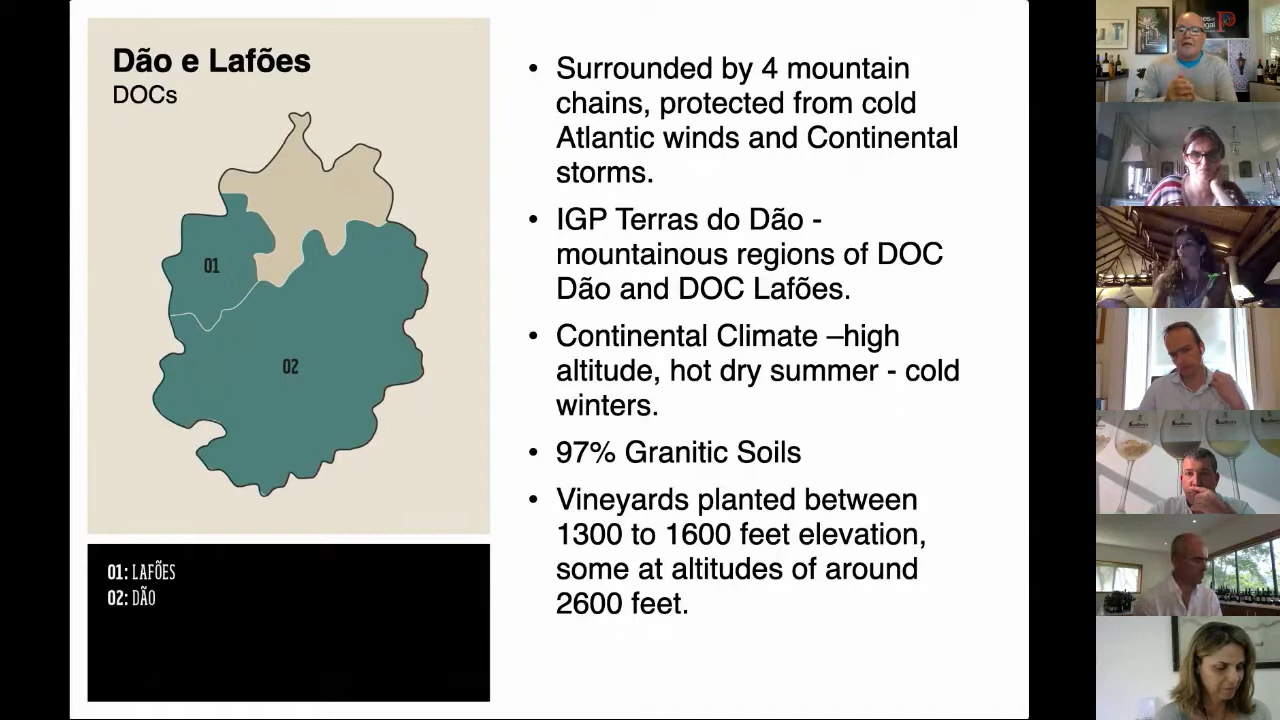 Dão e Lafões
DOCs
01
02
01: LAFÕES
02: DÃO
• Surrounded by 4 mountain
chains, protected from cold
Atlantic winds and Continental
storms.
• IGP Terras do Dão -
mountainous regions of DOC
Dão and DOC Lafões.
• Continental Climate –high
altitude, hot dry summer - cold
winters.
• 97% Granitic Soils
• Vineyards planted between
1300 to 1600 feet elevation,
some at altitudes of around
2600 feet.